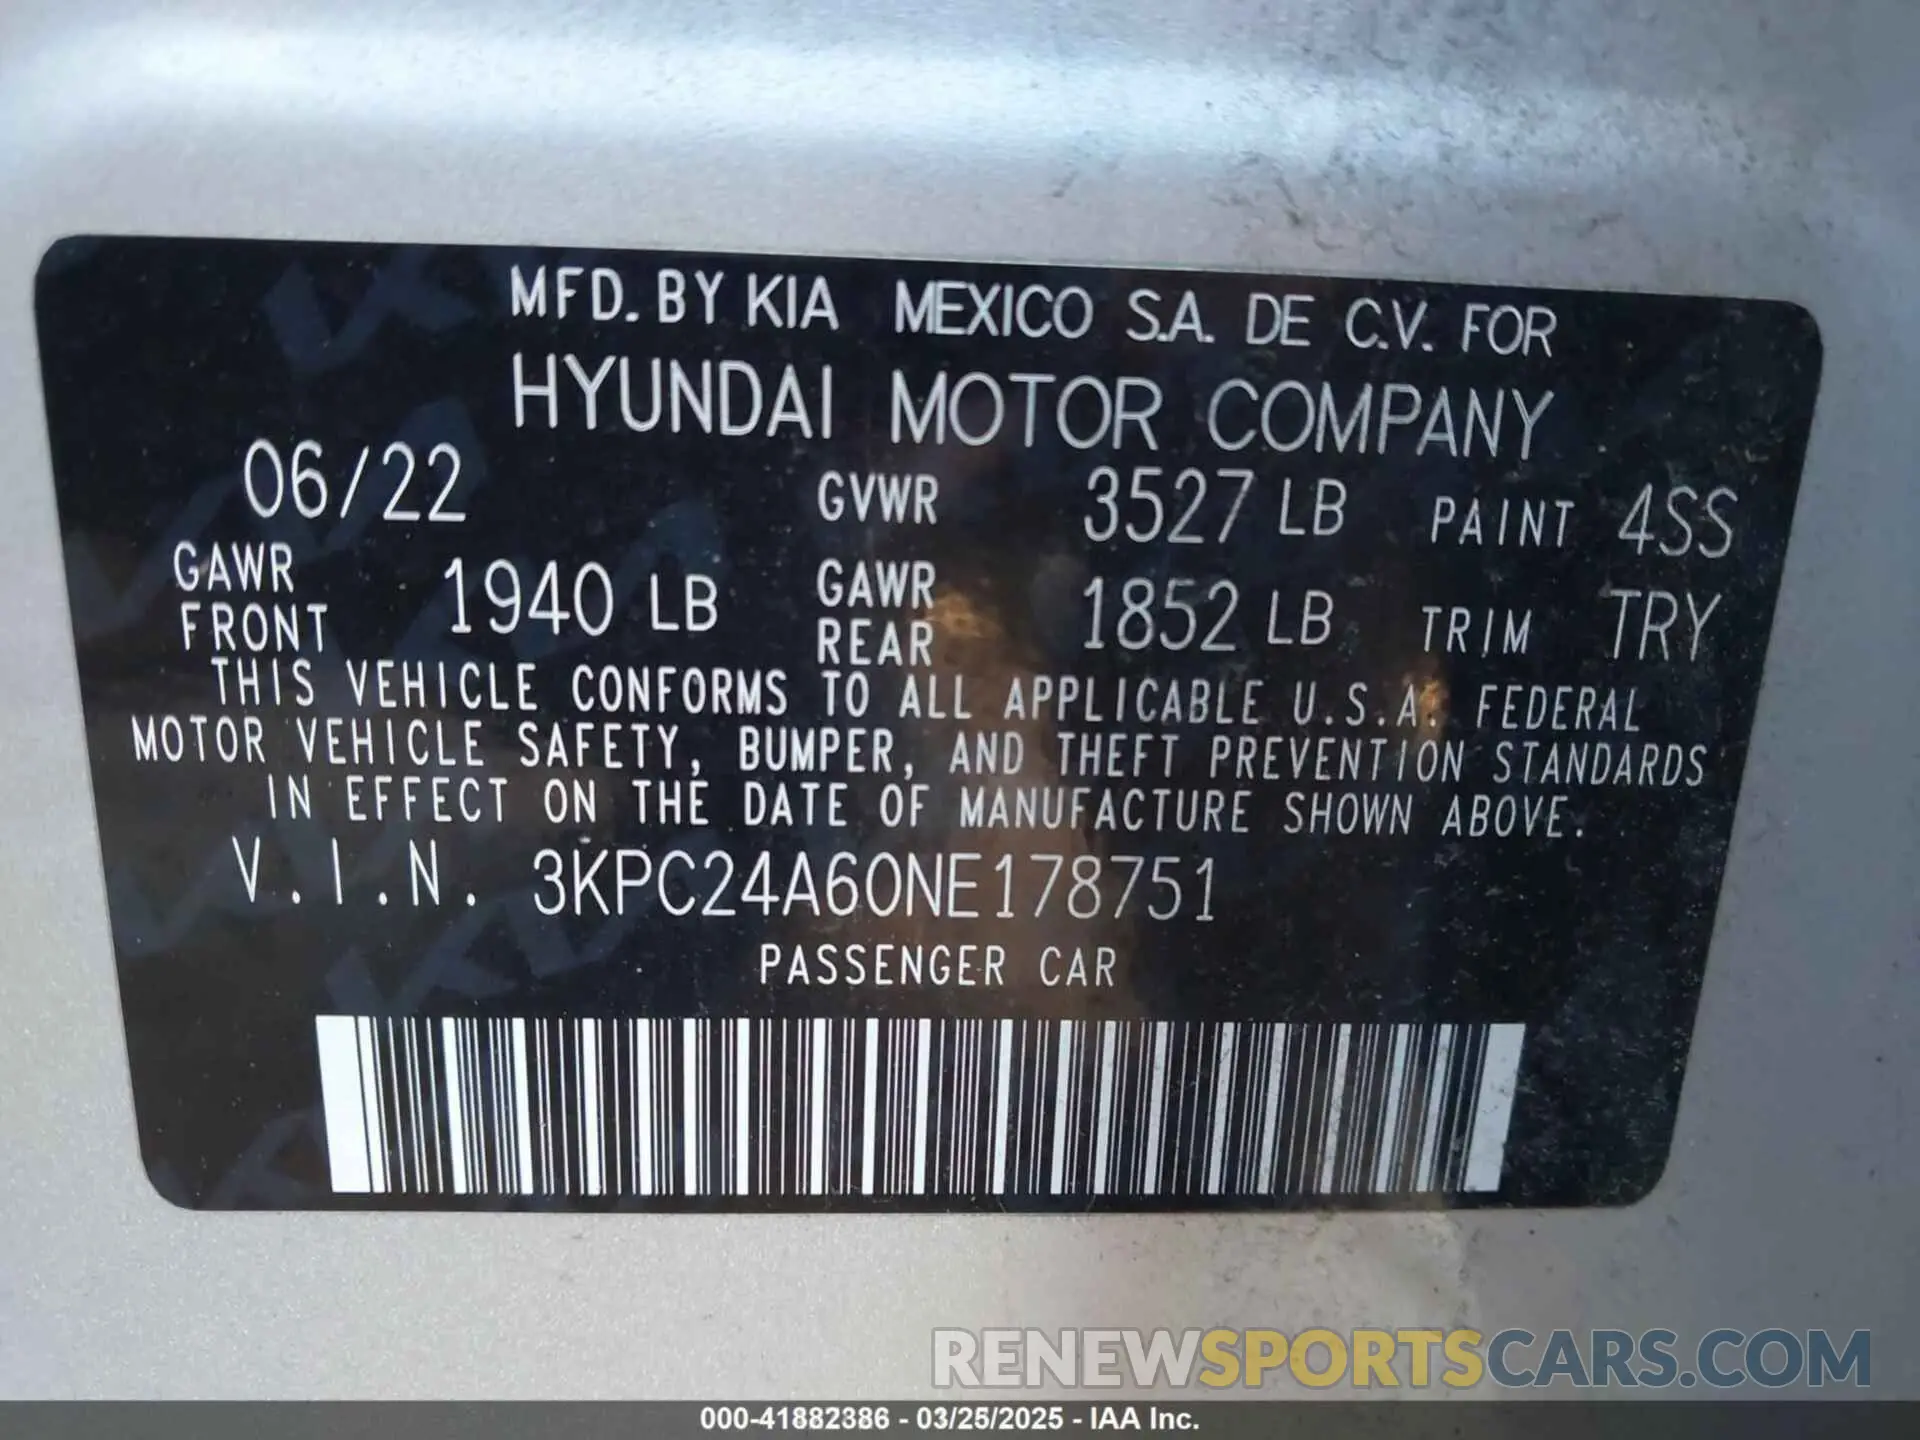 MFD. BY KIA MEXICO S.A. DE C.V. FOR
HYUNDAI MOTOR COMPANY
06/22 GVWR 3527 LB PAINT 4SS
GAWR FRONT 1940 LB GAWR REAR 1852 LB TRIM TRY
THIS VEHICLE CONFORMS TO ALL APPLICABLE U.S.A. FEDERAL
MOTOR VEHICLE SAFETY, BUMPER, AND THEFT PREVENTION STANDARDS
IN EFFECT ON THE DATE OF MANUFACTURE SHOWN ABOVE.
V.I.N. 3KPC24A60NE178751
PASSENGER CAR
RENEWSPORTSCARS.COM
000-41882386 - 03/25/2025 - IAA Inc.